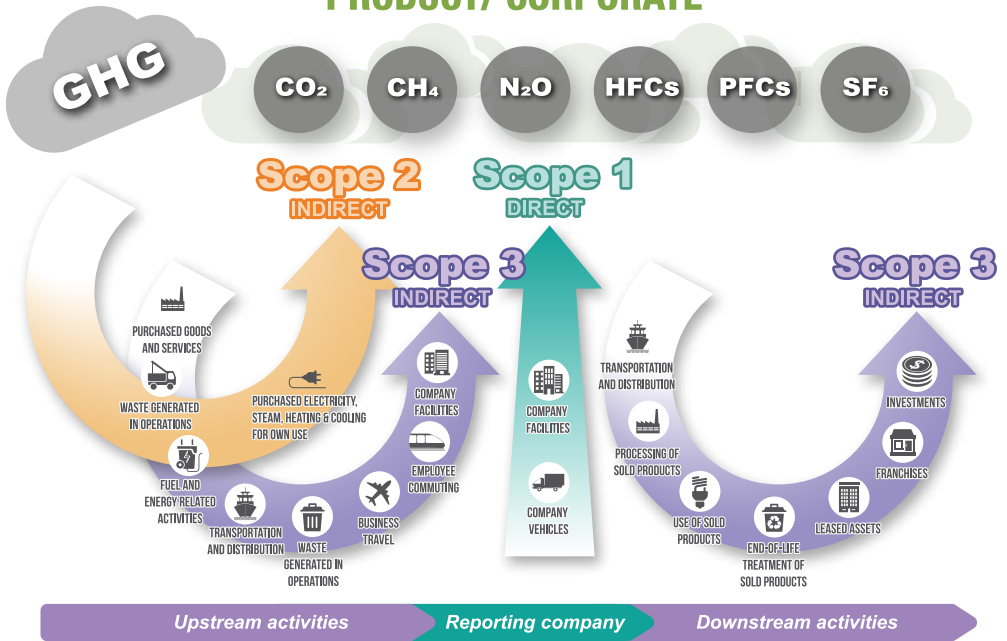 PRODUCT/ CORPORATE
GHG
CO₂
CH₄
N₂O
HFCs
PFCs
SF₆
Scope 2
INDIRECT
Scope 1
DIRECT
Scope 3
INDIRECT
Scope 3
INDIRECT
PURCHASED GOODS
AND SERVICES
WASTE GENERATED
IN OPERATIONS
FUEL AND
ENERGY RELATED
ACTIVITIES
PURCHASED ELECTRICITY,
STEAM, HEATING & COOLING
FOR OWN USE
TRANSPORTATION
AND DISTRIBUTION
WASTE
GENERATED IN
OPERATIONS
BUSINESS
TRAVEL
EMPLOYEE
COMMUTING
COMPANY
FACILITIES
COMPANY
FACILITIES
COMPANY
VEHICLES
TRANSPORTATION
AND DISTRIBUTION
PROCESSING OF
SOLD PRODUCTS
USE OF SOLD
PRODUCTS
END-OF-LIFE
TREATMENT OF
SOLD PRODUCTS
LEASED ASSETS
FRANCHISES
INVESTMENTS
Upstream activities
Reporting company
Downstream activities